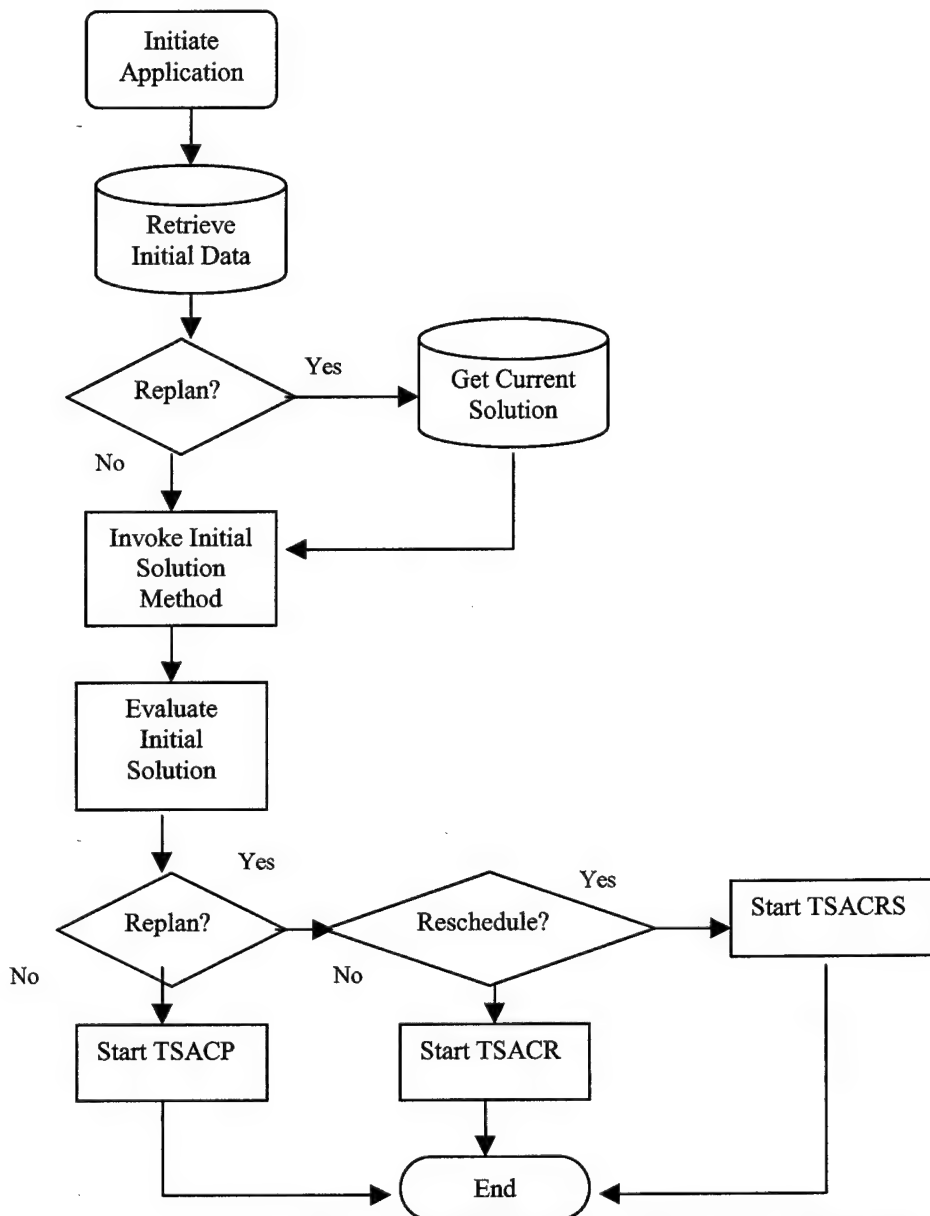 Initiate
Application
Retrieve
Initial Data
Replan?
Yes
Get Current
Solution
No
Invoke Initial
Solution
Method
Evaluate
Initial
Solution
Yes
Replan?
No
Reschedule?
Yes
No
Start TSACRS
Start TSACP
Start TSACR
End